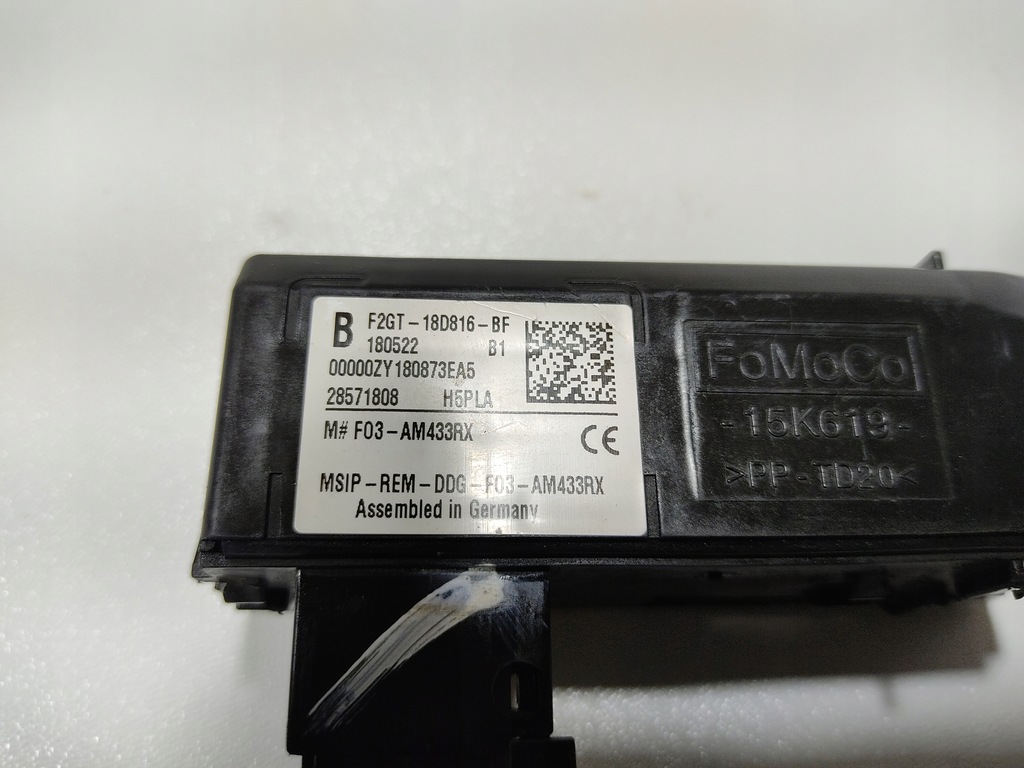 B F2GT-18D816-BF
180522 B1
00000ZY180873EA5
28571808 H5PLA
M# F03-AM433RX
CE
MSIP-REM-DDG-F03-AM433RX
Assembled in Germany
FoMoCo
-15K619-
>PP-TD20<